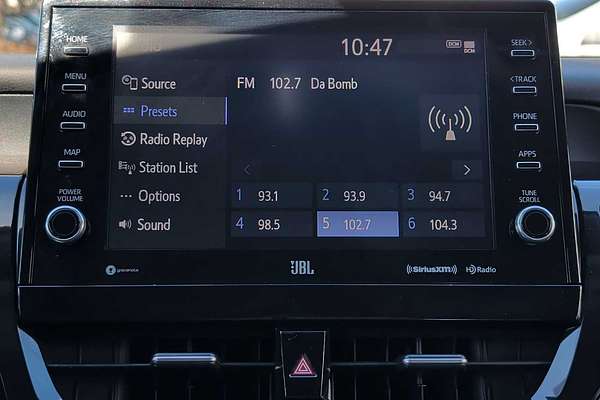 HOME
MENU
AUDIO
MAP
POWER
VOLUME
10:47
DCM
DCM
Source
Presets
Radio Replay
Station List
Options
Sound
FM 102.7 Da Bomb
1 93.1
2 93.9
3 94.7
4 98.5
5 102.7
6 104.3
SEEK >
< TRACK
PHONE
APPS
TUNE
SCROLL
gracenote
JBL
SiriusXM
HD Radio